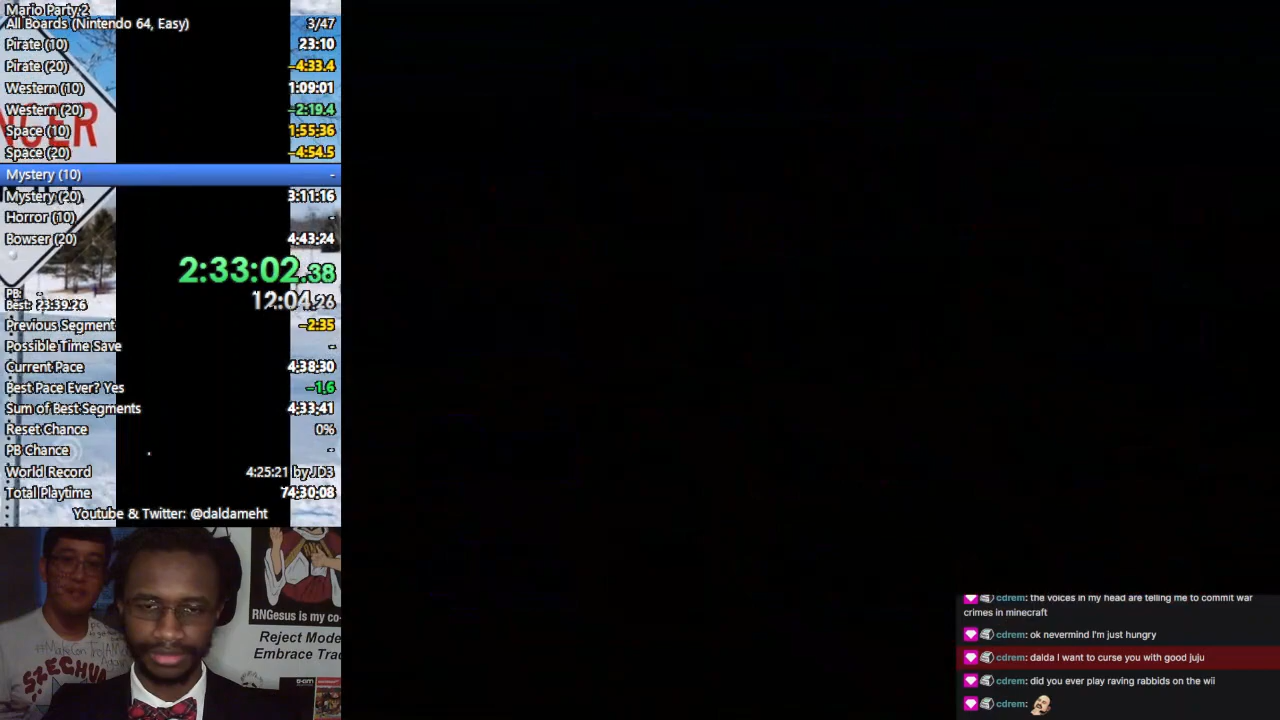 Mario Party 2
All Boards (Nintendo 64, Easy) 3/47
Pirate (10) 23:10
Pirate (20) -4:33.4
Western (10) 1:09:01
Western (20) -2:19.4
Space (10) 1:55:36
Space (20) -4:54.5
Mystery (10) -
Mystery (20) 3:11:16
Horror (10) -
Bowser (20) 4:43:24
2:33:02.38
12:04.26
PB: -
Best: 23:39.26
Previous Segment -2:35
Possible Time Save -
Current Pace 4:38:30
Best Pace Ever? Yes -1.6
Sum of Best Segments 4:33:41
Reset Chance 0%
PB Chance -
World Record 4:25:21 by JD3
Total Playtime 74:30:08
Youtube & Twitter: @daldameht
RNGesus is my co-
Reject Mode
Embrace Tra
SZECHUA
cdrem: the voices in my head are telling me to commit war
crimes in minecraft
cdrem: ok nevermind I'm just hungry
cdrem: dalda I want to curse you with good juju
cdrem: did you ever play raving rabbids on the wii
cdrem: